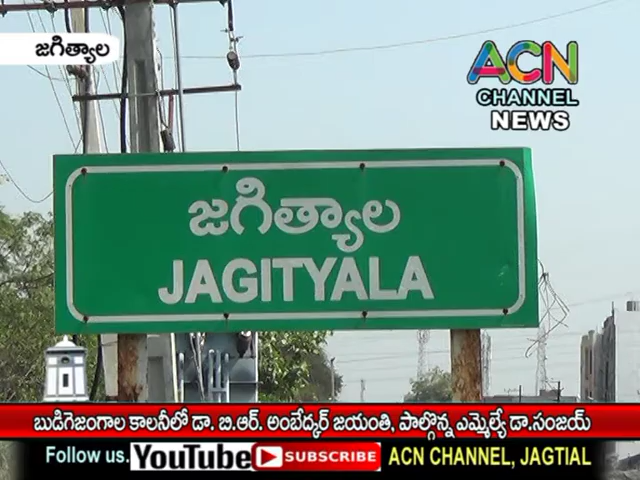 జగిత్యాల
ACN
CHANNEL
NEWS
జగిత్యాల
JAGITYALA
బుడిగెజంగాల కాలనీలో డా. బి.ఆర్. అంబేద్కర్ జయంతి, పాల్గొన్న ఎమ్మెల్యే డా.సంజయ్
Follow us. YouTube SUBSCRIBE ACN CHANNEL, JAGTIAL